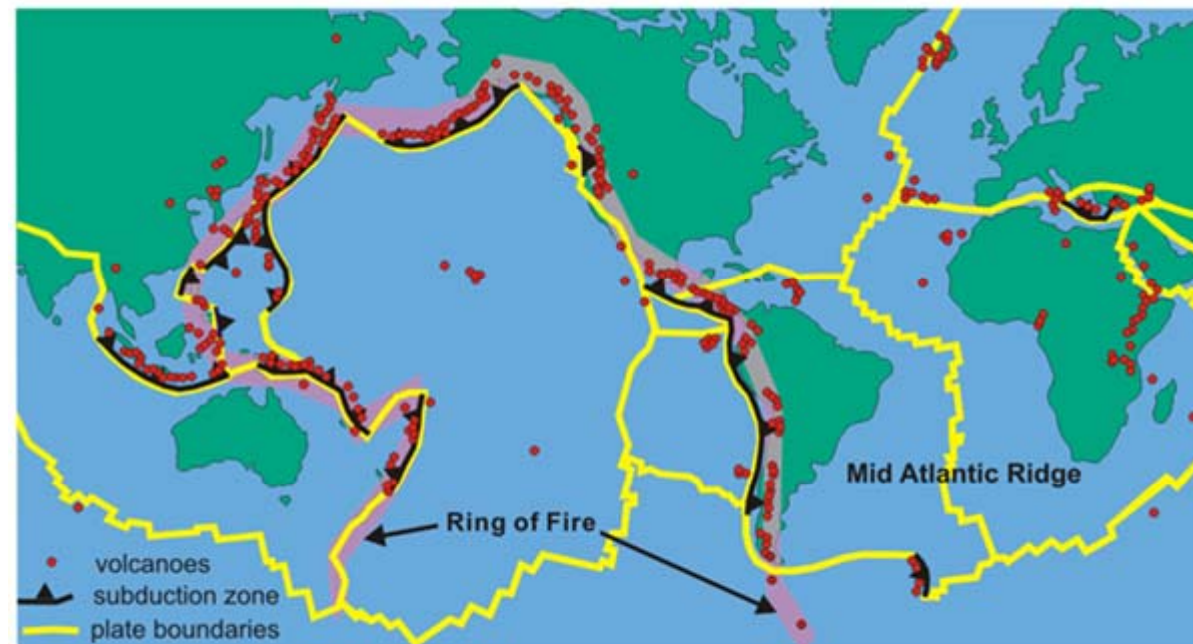 Mid Atlantic Ridge
Ring of Fire
volcanoes
subduction zone
plate boundaries